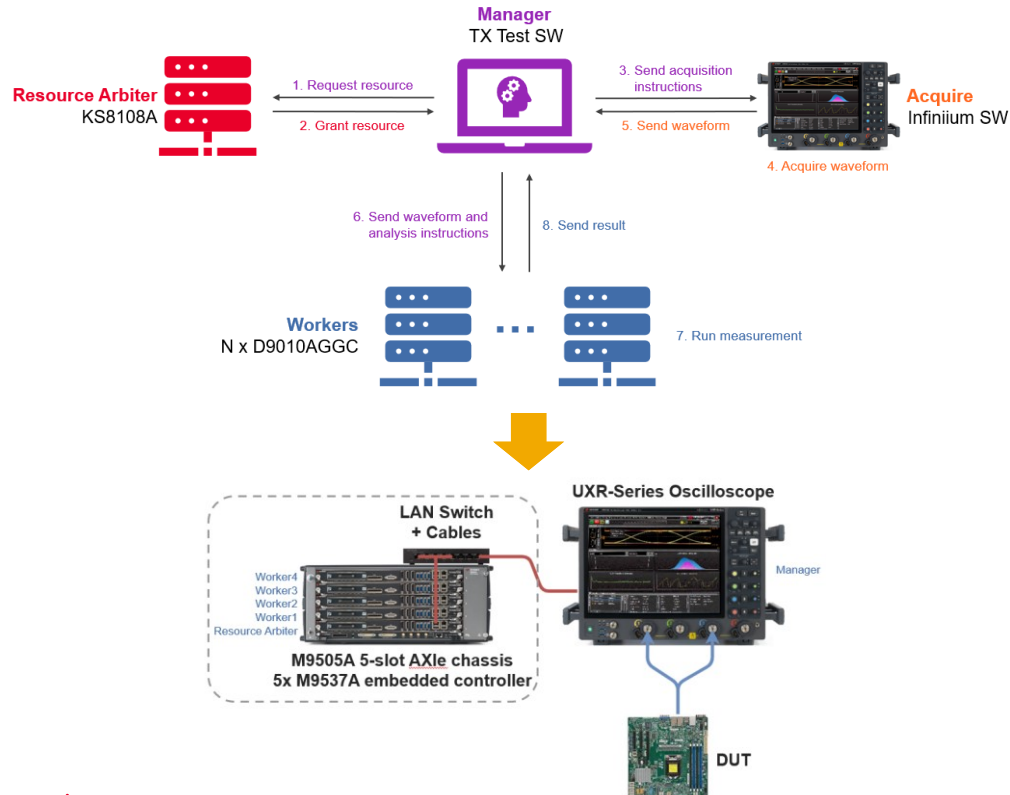 Manager
TX Test SW
Resource Arbiter
KS8108A
1. Request resource
2. Grant resource
3. Send acquisition
instructions
5. Send waveform
Acquire
Infiniium SW
4. Acquire waveform
6. Send waveform and
analysis instructions
8. Send result
Workers
N x D9010AGGC
7. Run measurement
UXR-Series Oscilloscope
LAN Switch
+ Cables
Worker4
Worker3
Worker2
Worker1
Resource Arbiter
Manager
M9505A 5-slot AXIe chassis
5x M9537A embedded controller
DUT